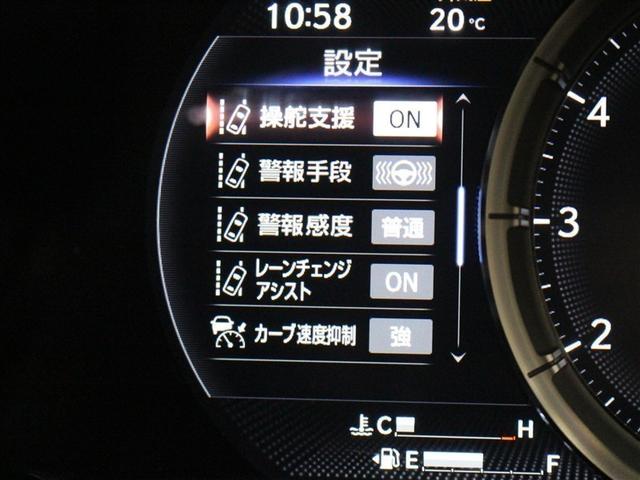 10:58
20℃
設定
操舵支援 ON
警報手段
警報感度 普通
レーンチェンジ
アシスト ON
カーブ速度抑制 強
4
3
2
C H
E F